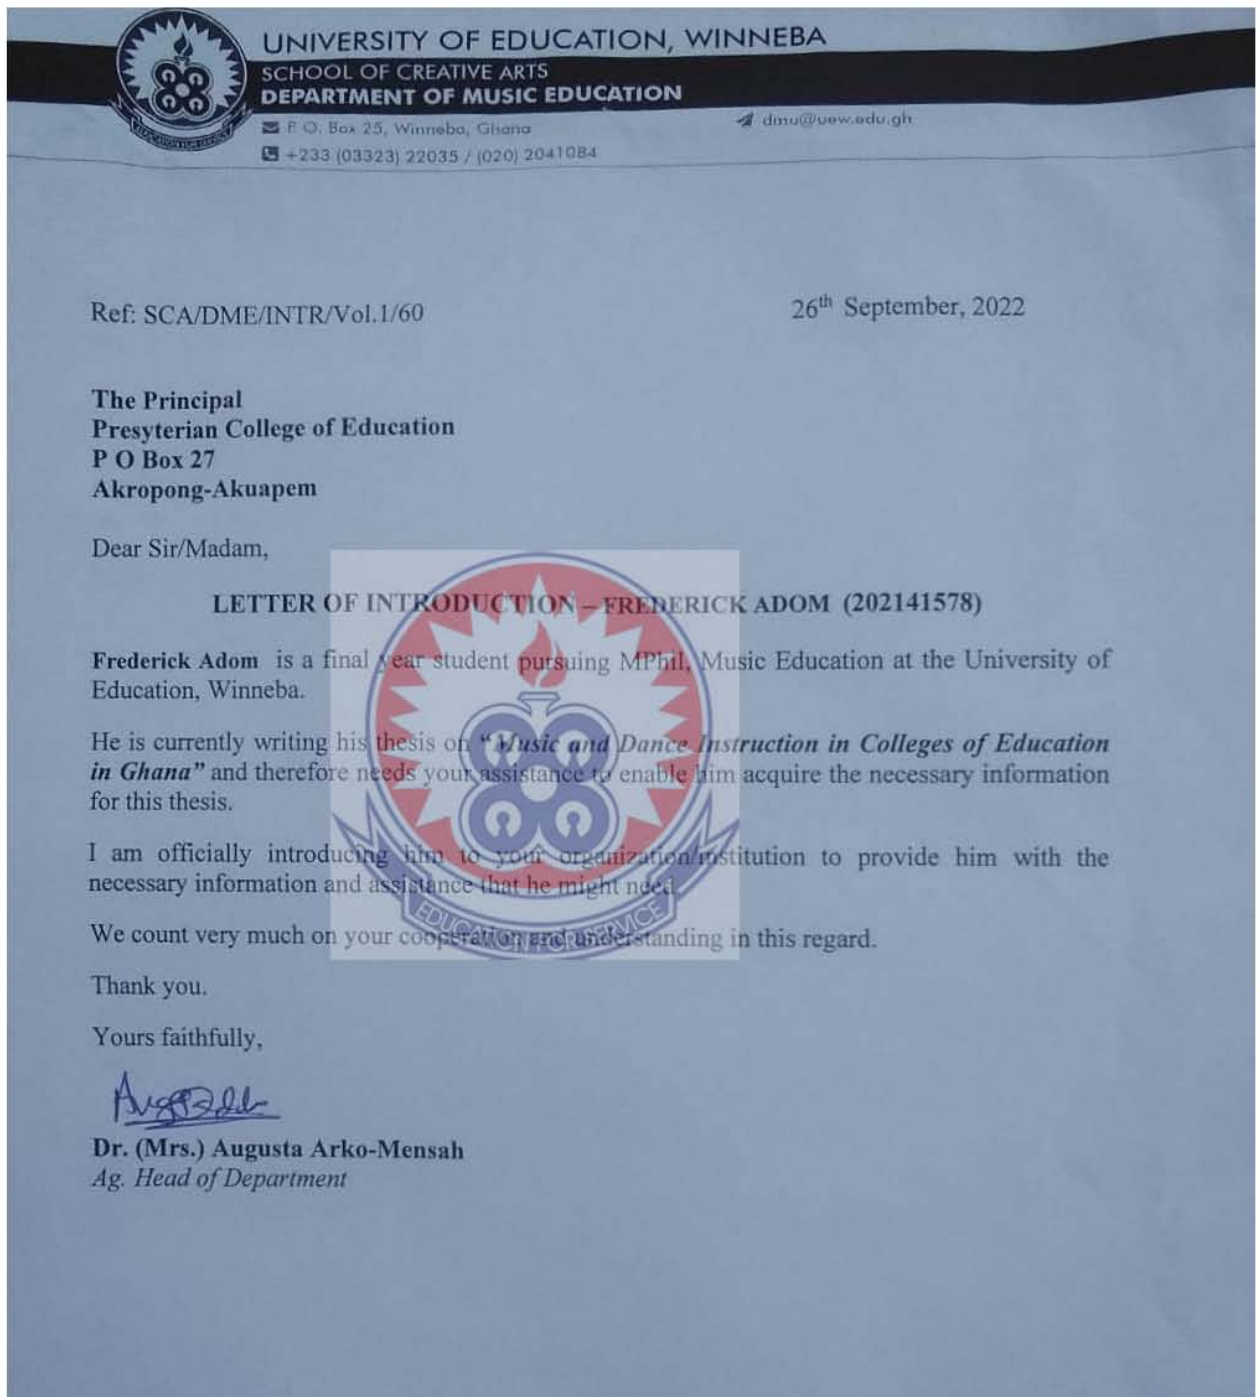 UNIVERSITY OF EDUCATION, WINNEBA
SCHOOL OF CREATIVE ARTS
DEPARTMENT OF MUSIC EDUCATION
P. O. Box 25, Winneba, Ghana
dmu@uew.edu.gh
+233 (03323) 22035 / (020) 2041084
EDUCATION FOR SERVICE
Ref: SCA/DME/INTR/Vol.1/60
26th September, 2022
The Principal
Presyterian College of Education
P O Box 27
Akropong-Akuapem
Dear Sir/Madam,
LETTER OF INTRODUCTION – FREDERICK ADOM (202141578)
Frederick Adom is a final year student pursuing MPhil, Music Education at the University of
Education, Winneba.
He is currently writing his thesis on "Music and Dance Instruction in Colleges of Education
in Ghana" and therefore needs your assistance to enable him acquire the necessary information
for this thesis.
I am officially introducing him to your organization/institution to provide him with the
necessary information and assistance that he might need.
EDUCATION FOR SERVICE
We count very much on your cooperation and understanding in this regard.
Thank you.
Yours faithfully,
Dr. (Mrs.) Augusta Arko-Mensah
Ag. Head of Department